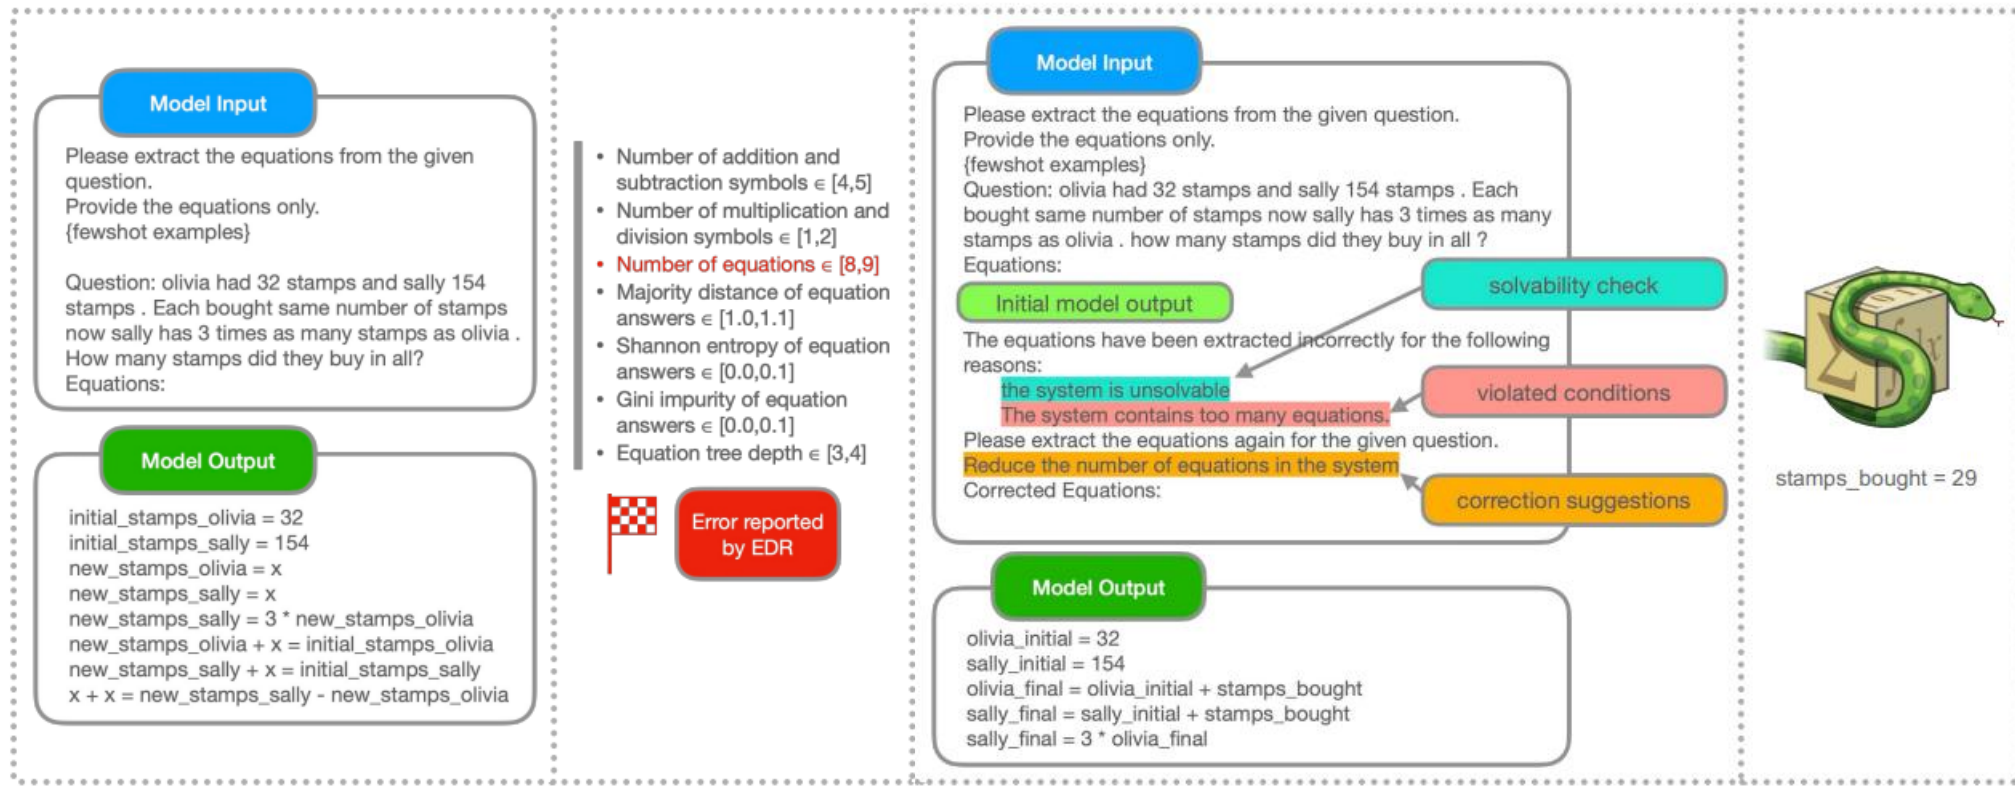 Model Input
Please extract the equations from the given
question.
Provide the equations only.
{fewshot examples}
Question: olivia had 32 stamps and sally 154
stamps . Each bought same number of stamps
now sally has 3 times as many stamps as olivia .
How many stamps did they buy in all?
Equations:
Model Output
initial_stamps_olivia = 32
initial_stamps_sally = 154
new_stamps_olivia = x
new_stamps_sally = x
new_stamps_sally = 3 * new_stamps_olivia
new_stamps_olivia + x = initial_stamps_olivia
new_stamps_sally + x = initial_stamps_sally
x + x = new_stamps_sally - new_stamps_olivia
• Number of addition and
subtraction symbols ∈ [4,5]
• Number of multiplication and
division symbols ∈ [1,2]
• Number of equations ∈ [8,9]
• Majority distance of equation
answers ∈ [1.0,1.1]
• Shannon entropy of equation
answers ∈ [0.0,0.1]
• Gini impurity of equation
answers ∈ [0.0,0.1]
• Equation tree depth ∈ [3,4]
Error reported
by EDR
Model Input
Please extract the equations from the given question.
Provide the equations only.
{fewshot examples}
Question: olivia had 32 stamps and sally 154 stamps . Each
bought same number of stamps now sally has 3 times as many
stamps as olivia . how many stamps did they buy in all ?
Equations:
Initial model output
The equations have been extracted incorrectly for the following
reasons:
the system is unsolvable
The system contains too many equations.
Please extract the equations again for the given question.
Reduce the number of equations in the system
Corrected Equations:
solvability check
violated conditions
correction suggestions
Model Output
olivia_initial = 32
sally_initial = 154
olivia_final = olivia_initial + stamps_bought
sally_final = sally_initial + stamps_bought
sally_final = 3 * olivia_final
stamps_bought = 29